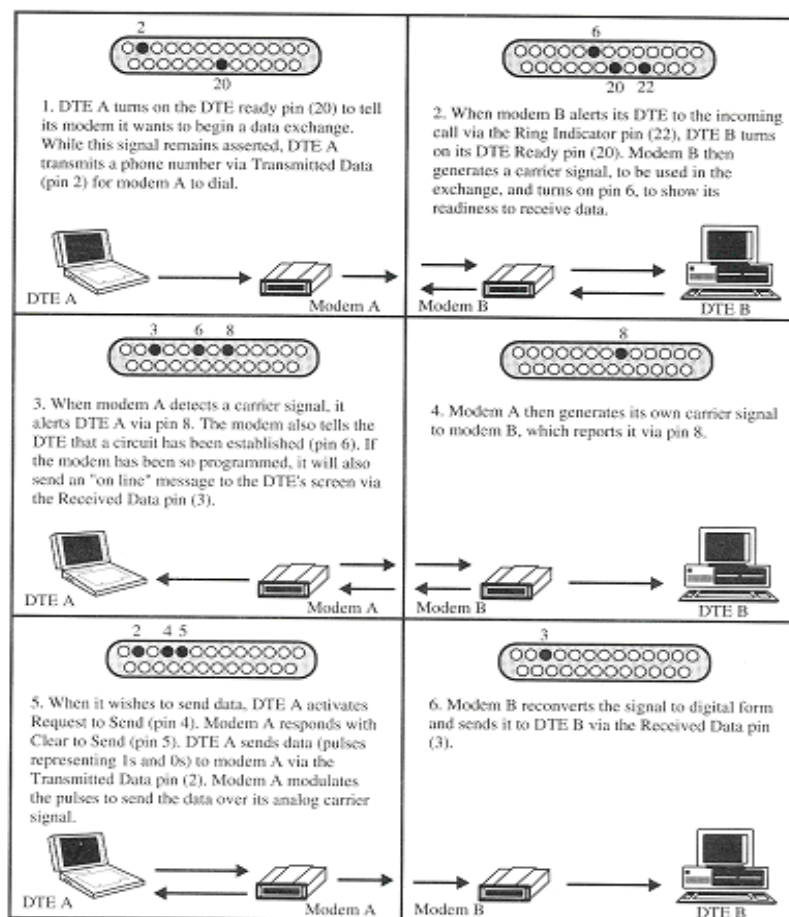 2
20
1. DTE A turns on the DTE ready pin (20) to tell
its modem it wants to begin a data exchange.
While this signal remains asserted, DTE A
transmits a phone number via Transmitted Data
(pin 2) for modem A to dial.
DTE A
Modem A
6
20 22
2. When modem B alerts its DTE to the incoming
call via the Ring Indicator pin (22), DTE B turns
on its DTE Ready pin (20). Modem B then
generates a carrier signal, to be used in the
exchange, and turns on pin 6, to show its
readiness to receive data.
Modem B
DTE B
3 6 8
3. When modem A detects a carrier signal, it
alerts DTE A via pin 8. The modem also tells the
DTE that a circuit has been established (pin 6). If
the modem has been so programmed, it will also
send an "on line" message to the DTE's screen via
the Received Data pin (3).
DTE A
Modem A
8
4. Modem A then generates its own carrier signal
to modem B, which reports it via pin 8.
Modem B
DTE B
2 4 5
5. When it wishes to send data, DTE A activates
Request to Send (pin 4). Modem A responds with
Clear to Send (pin 5). DTE A sends data (pulses
representing 1s and 0s) to modem A via the
Transmitted Data pin (2). Modem A modulates
the pulses to send the data over its analog carrier
signal.
DTE A
Modem A
3
6. Modem B reconverts the signal to digital form
and sends it to DTE B via the Received Data pin
(3).
Modem B
DTE B